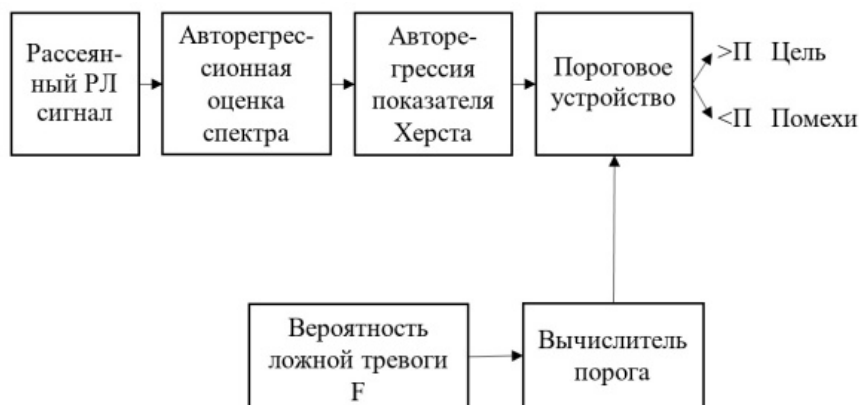 Рассеян-
ный РЛ
сигнал
Авторегрес-
сионная
оценка
спектра
Авторе-
грессия
показателя
Херста
Пороговое
устройство
>П Цель
<П Помехи
Вероятность
ложной тревоги
F
Вычислитель
порога